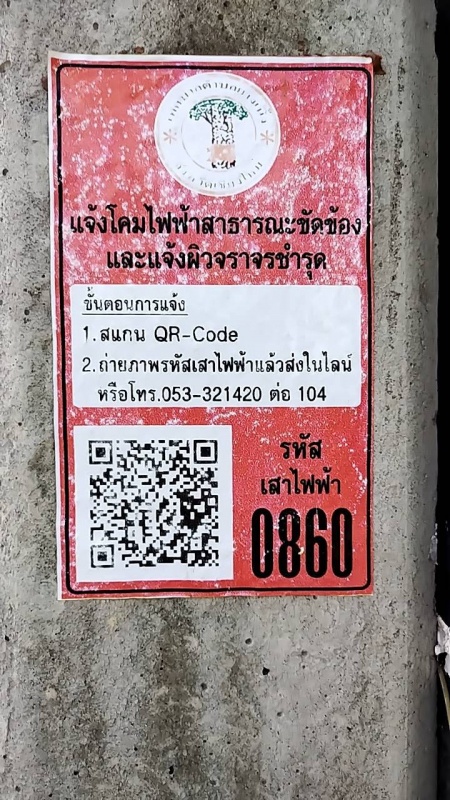 แจ้งโคมไฟฟ้าสาธารณะขัดข้อง
และแจ้งผิวจราจรชำรุด
ขั้นตอนการแจ้ง
1. สแกน QR-Code
2. ถ่ายภาพรหัสเสาไฟฟ้าแล้วส่งในไลน์
หรือโทร.053-321420 ต่อ 104
รหัส
เสาไฟฟ้า
0860